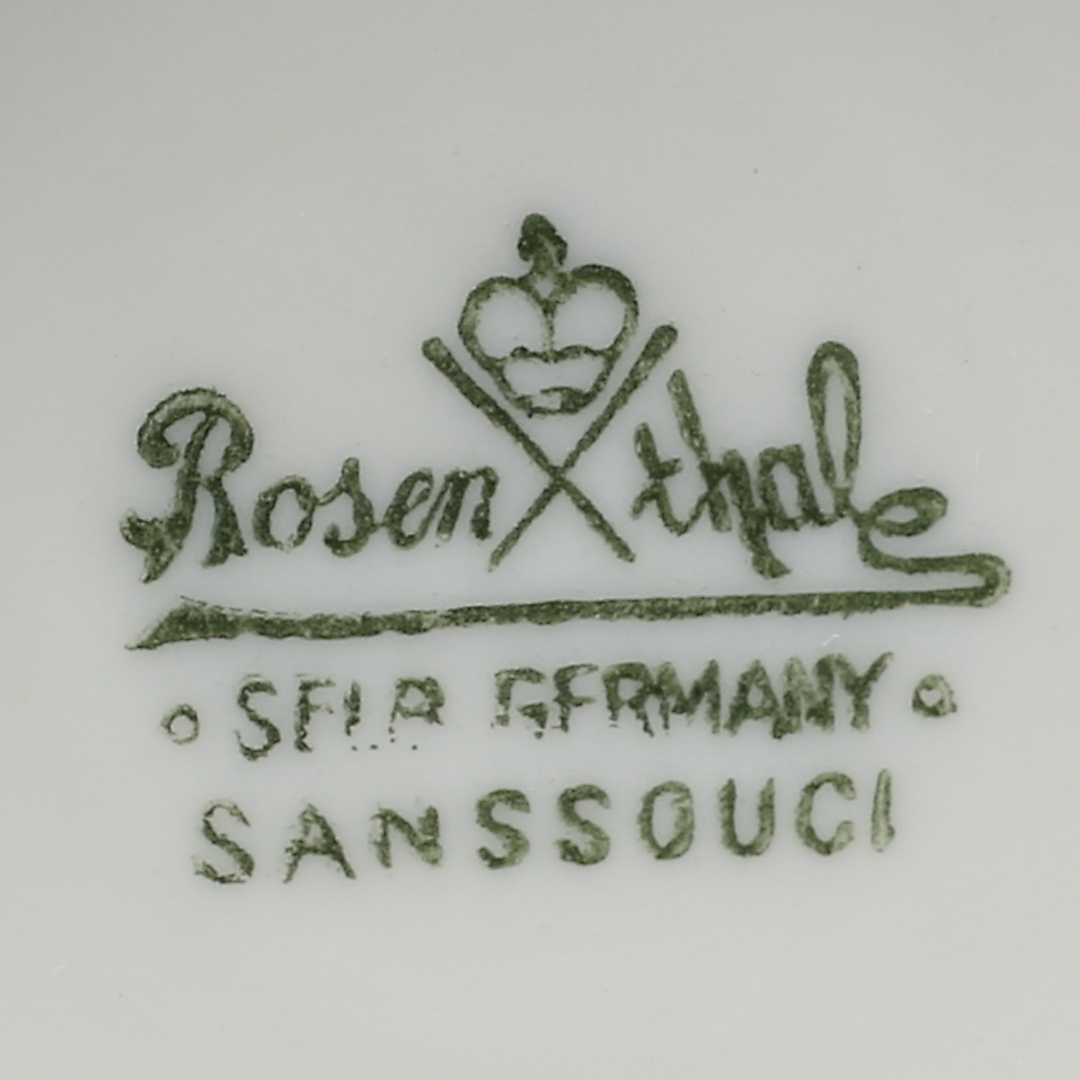 Rosenthal
SELB GERMANY
SANSSOUCI